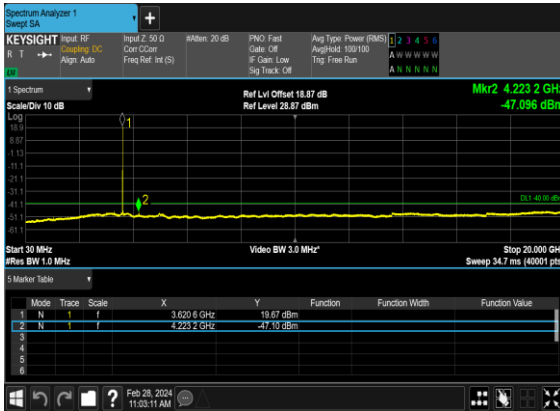 Spectrum Analyzer 1
Swept SA
+
KEYSIGHT Input: RF Input Z: 50 Ω #Atten: 20 dB PNO: Fast Avg Type: Power (RMS) 1 2 3 4 5 6
R T Coupling: DC Corr CCorr Gate: Off Avg|Hold: 100/100 A W W W W W
Align: Auto Freq Ref: Int (S) IF Gain: Low Trig: Free Run
Sig Track: Off A N N N N N
1 Spectrum
Scale/Div 10 dB
Ref Lvl Offset 18.87 dB
Ref Level 28.87 dBm
Mkr2 4.223 2 GHz
-47.096 dBm
Log
18.9
8.87
-1.13
-11.1
-21.1
-31.1
-41.1
-51.1
-61.1
1
2
DL1 -40.00 dBm
Start 30 MHz Video BW 3.0 MHz* Stop 20.000 GH
#Res BW 1.0 MHz Sweep 34.7 ms (40001 pts
5 Marker Table
Mode Trace Scale X Y Function Function Width Function Value
1 N 1 f 3.620 6 GHz 19.67 dBm
2 N 1 f 4.223 2 GHz -47.10 dBm
3
4
5
6
?
Feb 28, 2024
11:03:11 AM